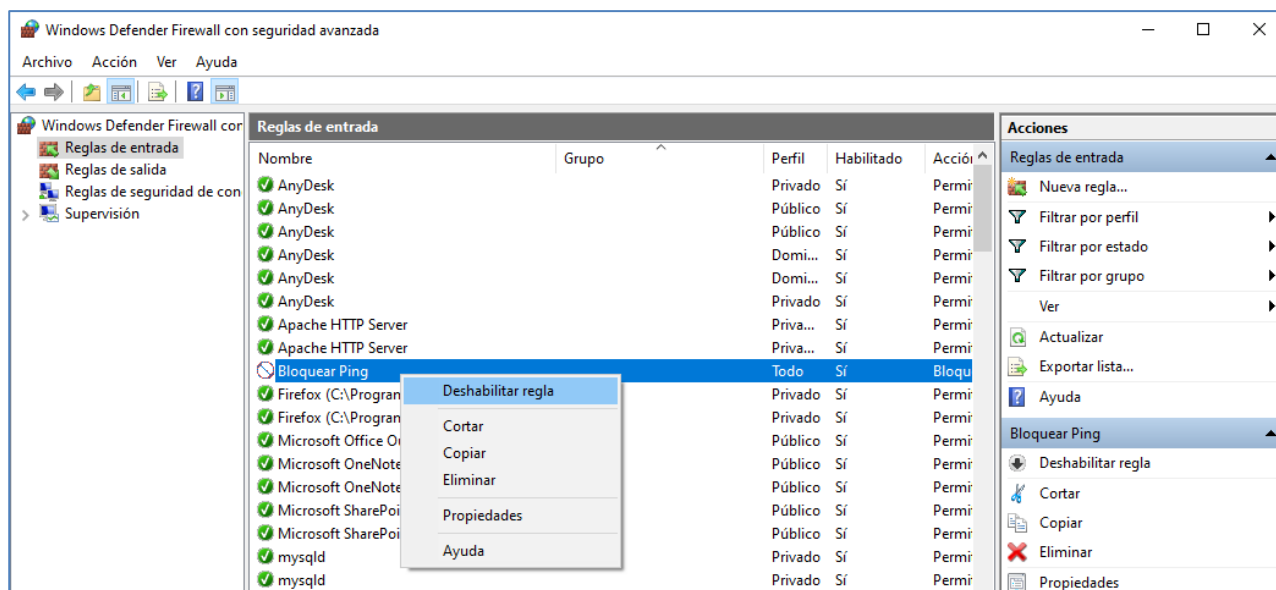 Windows Defender Firewall con seguridad avanzada
Archivo Acción Ver Ayuda
Windows Defender Firewall con
Reglas de entrada
Reglas de salida
Reglas de seguridad de con
Supervisión
Reglas de entrada
Nombre Grupo Perfil Habilitado Acción
AnyDesk Privado Sí Permi
AnyDesk Público Sí Permi
AnyDesk Público Sí Permi
AnyDesk Domi... Sí Permi
AnyDesk Domi... Sí Permi
AnyDesk Privado Sí Permi
Apache HTTP Server Priva... Sí Permi
Apache HTTP Server Priva... Sí Permi
Bloquear Ping Todo Sí Bloqu
Firefox (C:\Program Privado Sí Permi
Firefox (C:\Program Privado Sí Permi
Microsoft Office Ou Público Sí Permi
Microsoft OneNote Público Sí Permi
Microsoft OneNote Público Sí Permi
Microsoft SharePoi Público Sí Permi
Microsoft SharePoi Público Sí Permi
mysqld Privado Sí Permi
mysqld Privado Sí Permi
Deshabilitar regla
Cortar
Copiar
Eliminar
Propiedades
Ayuda
Acciones
Reglas de entrada
Nueva regla...
Filtrar por perfil
Filtrar por estado
Filtrar por grupo
Ver
Actualizar
Exportar lista...
Ayuda
Bloquear Ping
Deshabilitar regla
Cortar
Copiar
Eliminar
Propiedades